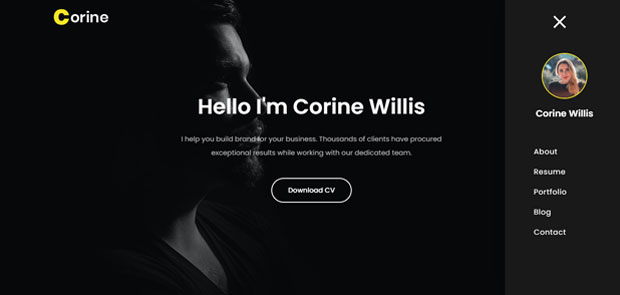 Corine
Hello I'm Corine Willis
I help you build brand for your business. Thousands of clients have procured
exceptional results while working with our dedicated team.
Download CV
Corine Willis
About
Resume
Portfolio
Blog
Contact